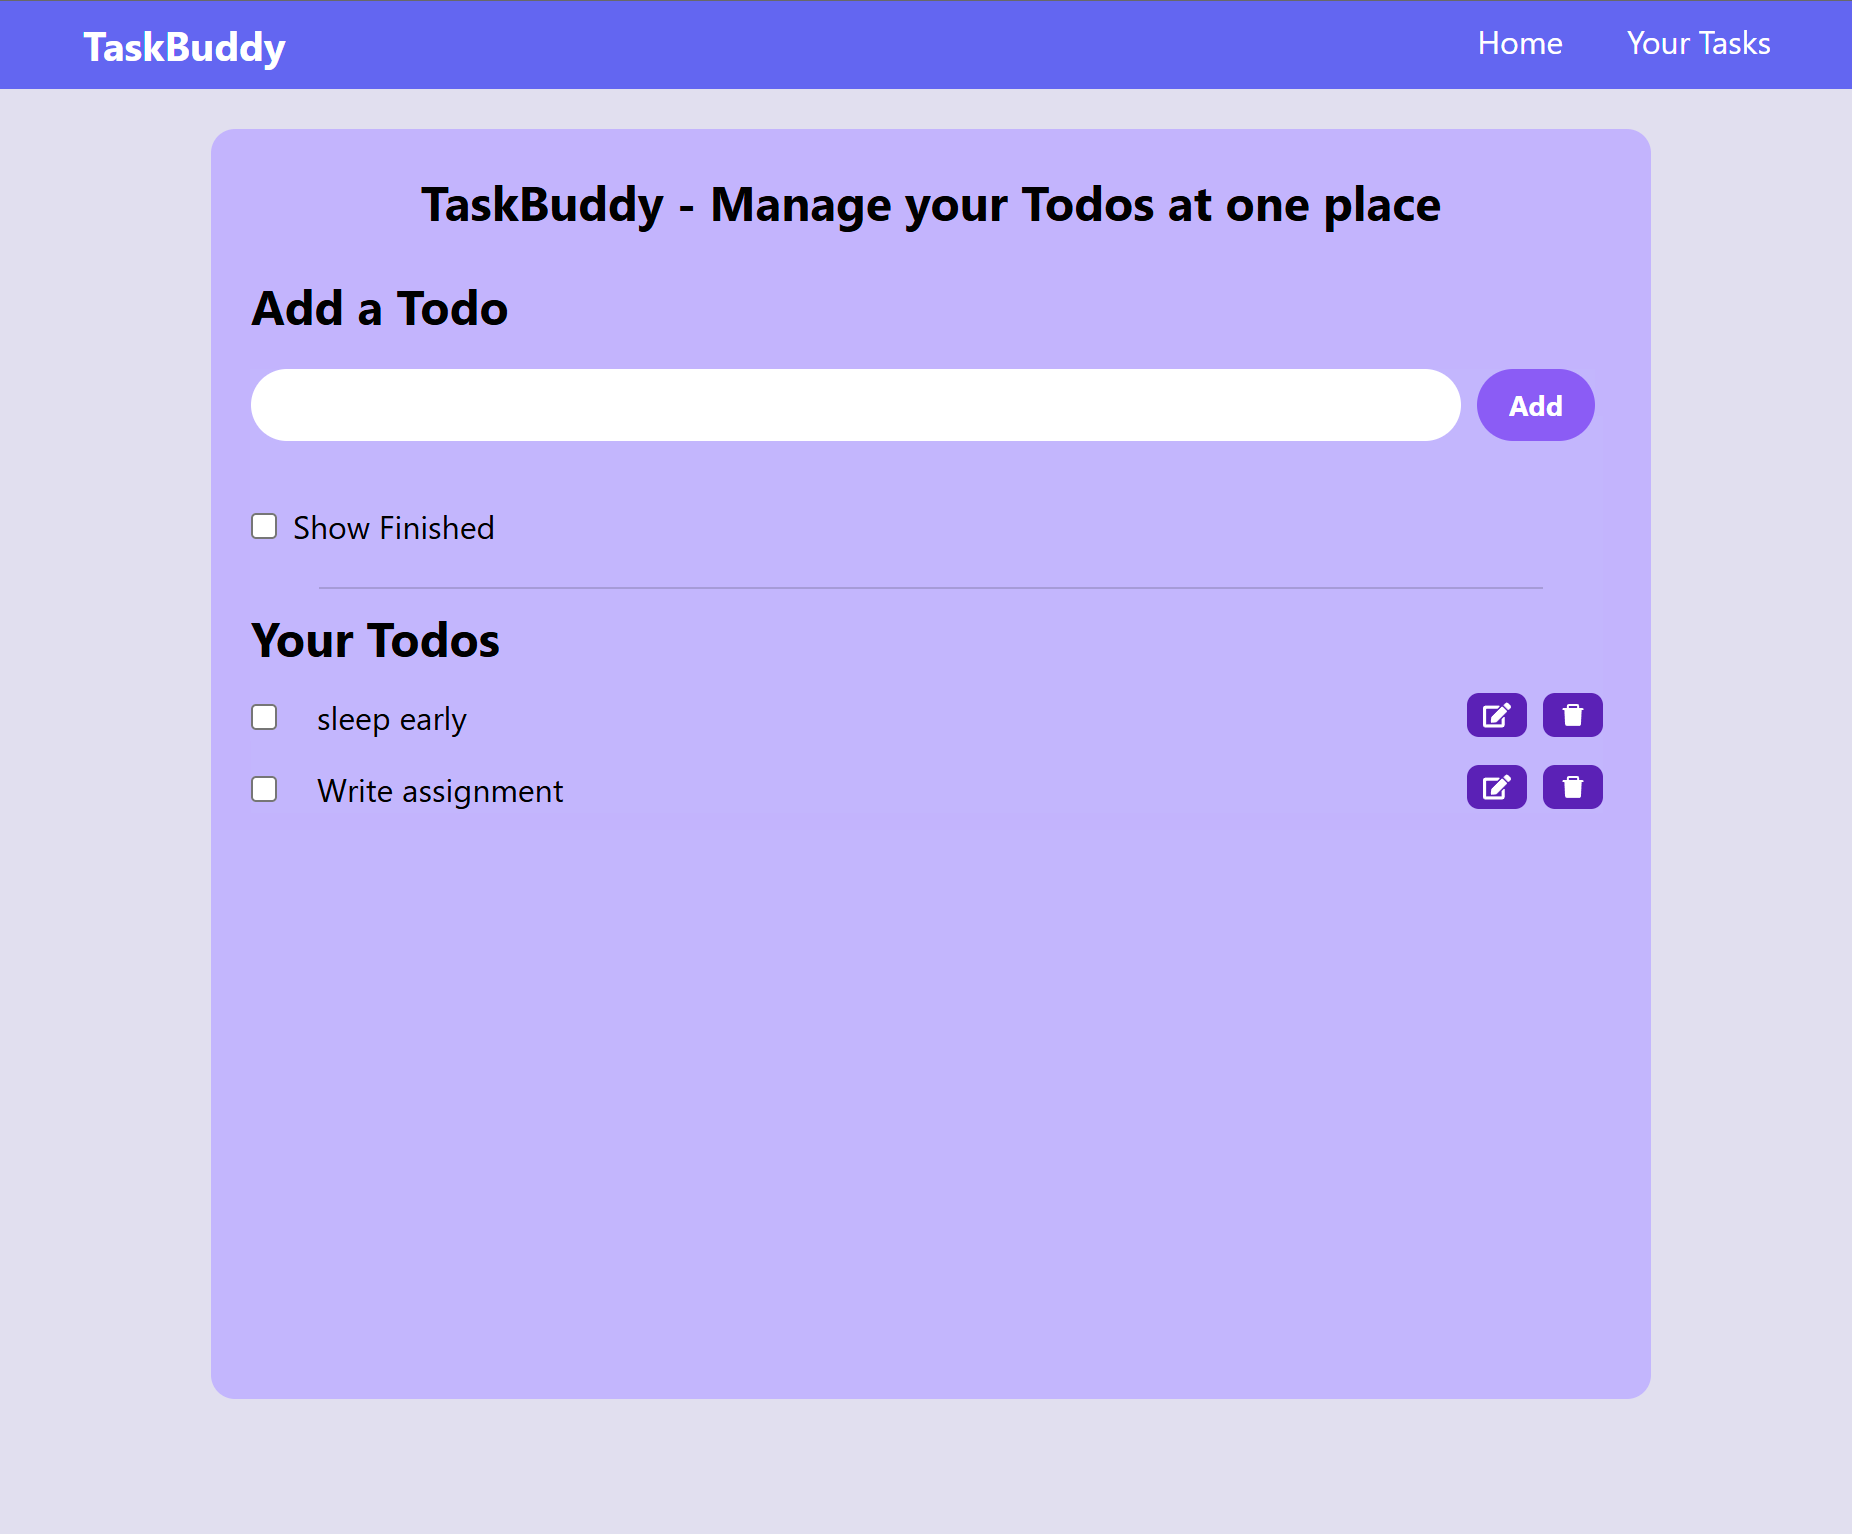 TaskBuddy
Home
Your Tasks
TaskBuddy - Manage your Todos at one place
Add a Todo
Add
Show Finished
Your Todos
sleep early
Write assignment